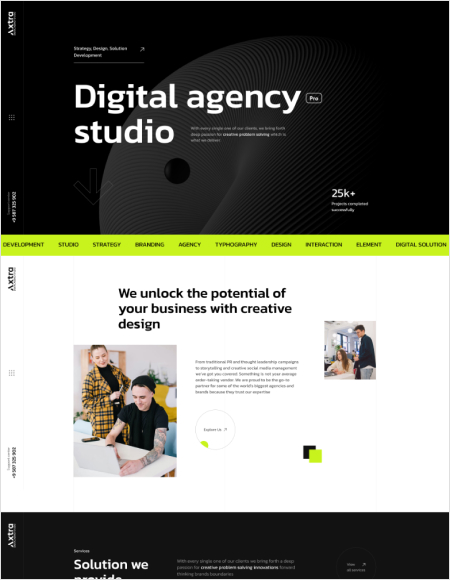 Axtra
Strategy, Design, Solution
Development
Digital agency
Pro
studio
With every single one of our clients, we bring forth
deep passion for creative problem solving which is
what we deliver
25k+
Projects completed
successfully
+9 587 325 902
DEVELOPMENT STUDIO STRATEGY BRANDING AGENCY TYPHOGRAPHY DESIGN INTERACTION ELEMENT DIGITAL SOLUTION
Axtra
We unlock the potential of
your business with creative
design
From traditional PR and thought leadership campaigns
to storytelling and creative social media management
we've got you covered. Something is not your average
order-taking vendor. We are proud to be the go-to
partner for some of the world's biggest agencies and
brands because they trust our expertise
Explore Us
+9 587 325 902
Axtra
Services
Solution we
provide
With every single one of our clients we bring forth a deep
passion for creative problem solving innovations forward
thinking brands boundaries
View
all services